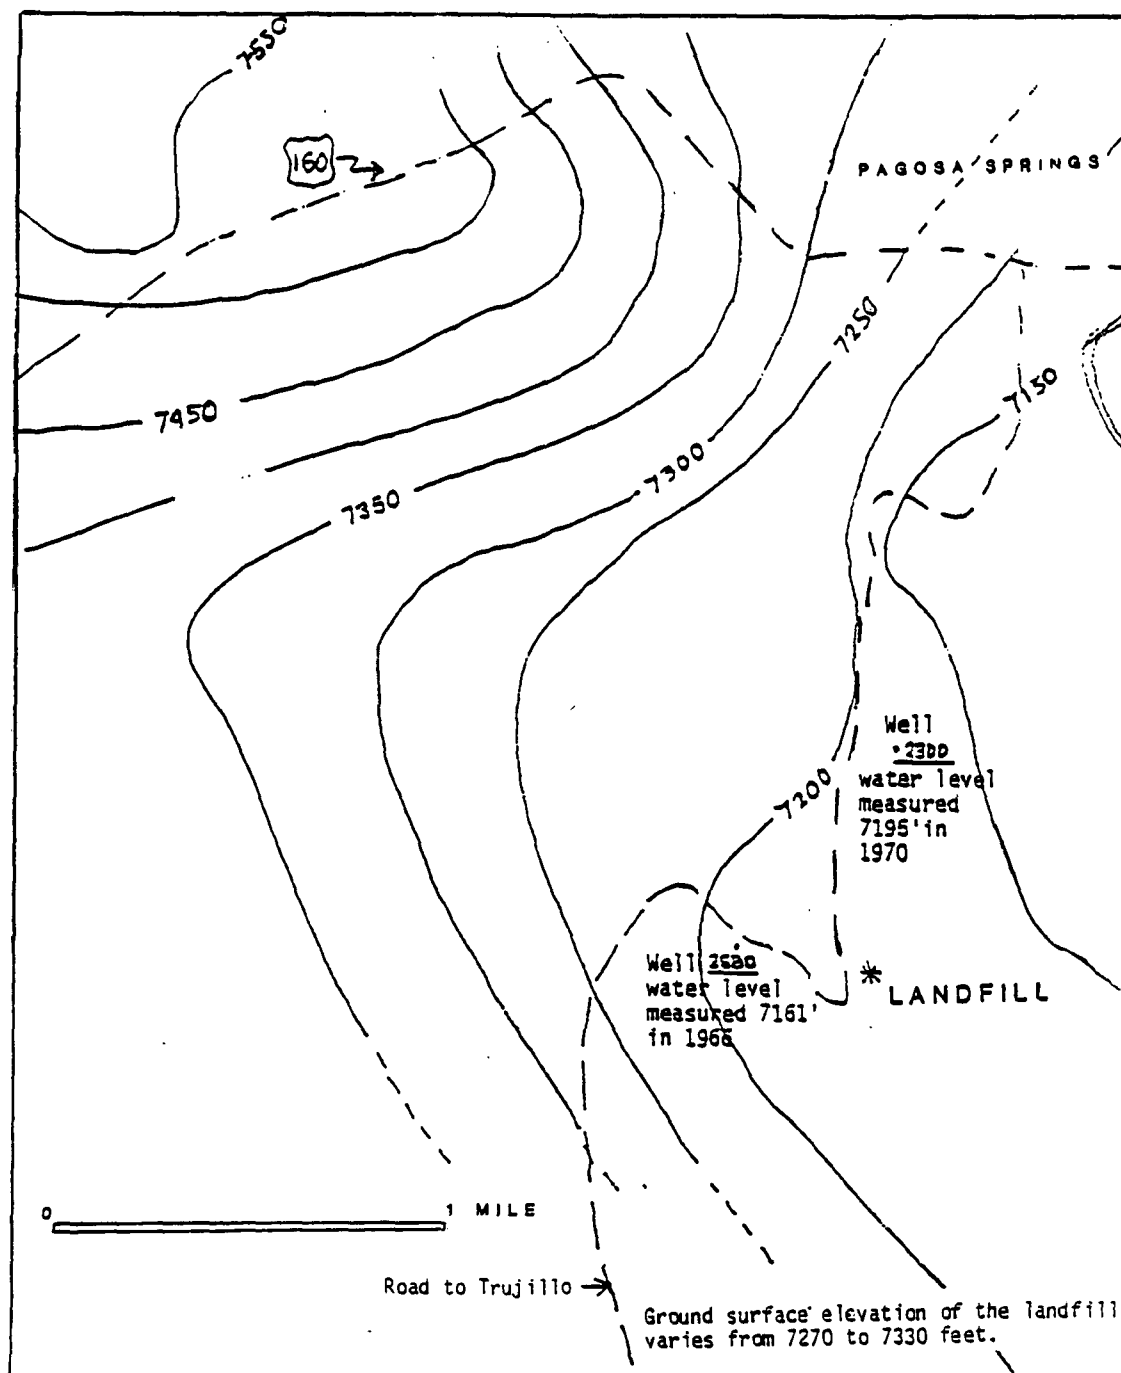 7550
160
PAGOSA SPRINGS
7250
7150
7450
7300
7350
Well
2300
water level
measured
7195' in
1970
7200
Well
water level
measured 7161'
in 1966
LANDFILL
0 1 MILE
Road to Trujillo
Ground surface elevation of the landfill
varies from 7270 to 7330 feet.